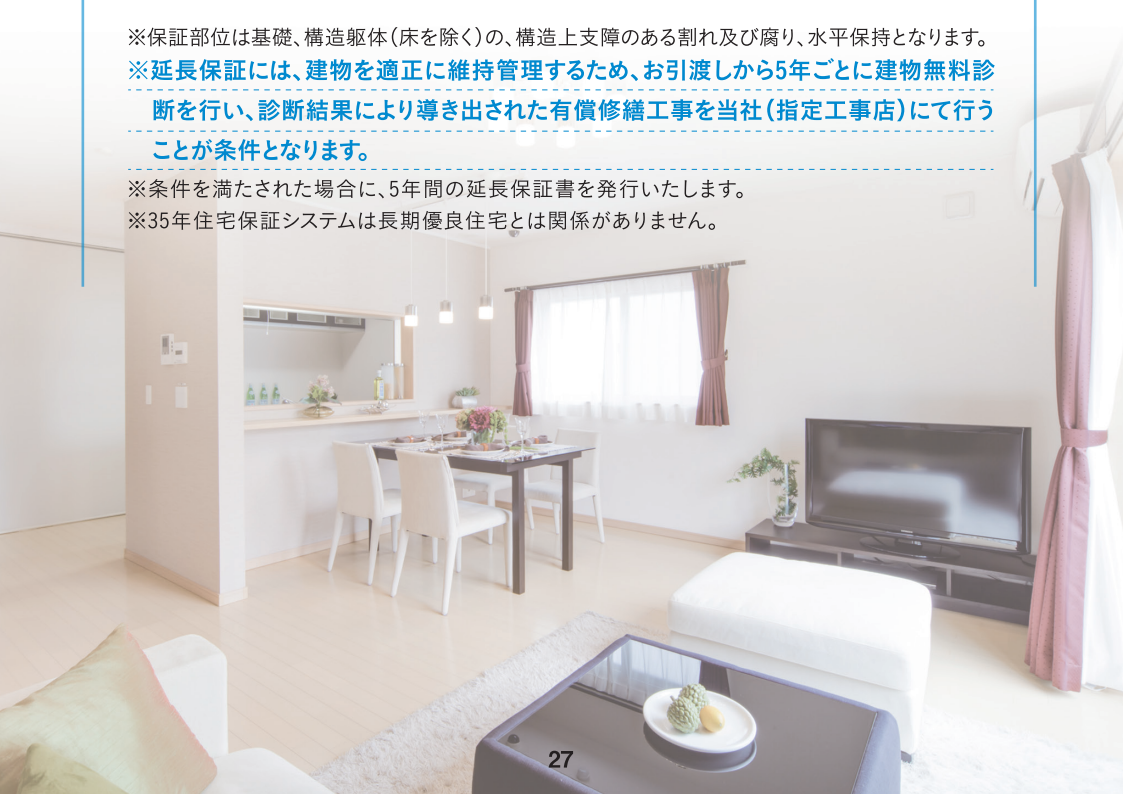 ※保証部位は基礎、構造躯体（床を除く）の、構造上支障のある割れ及び腐り、水平保持となります。
※延長保証には、建物を適正に維持管理するため、お引渡しから5年ごとに建物無料診
断を行い、診断結果により導き出された有償修繕工事を当社（指定工事店）にて行う
ことが条件となります。
※条件を満たされた場合に、5年間の延長保証書を発行いたします。
※35年住宅保証システムは長期優良住宅とは関係がありません。
27